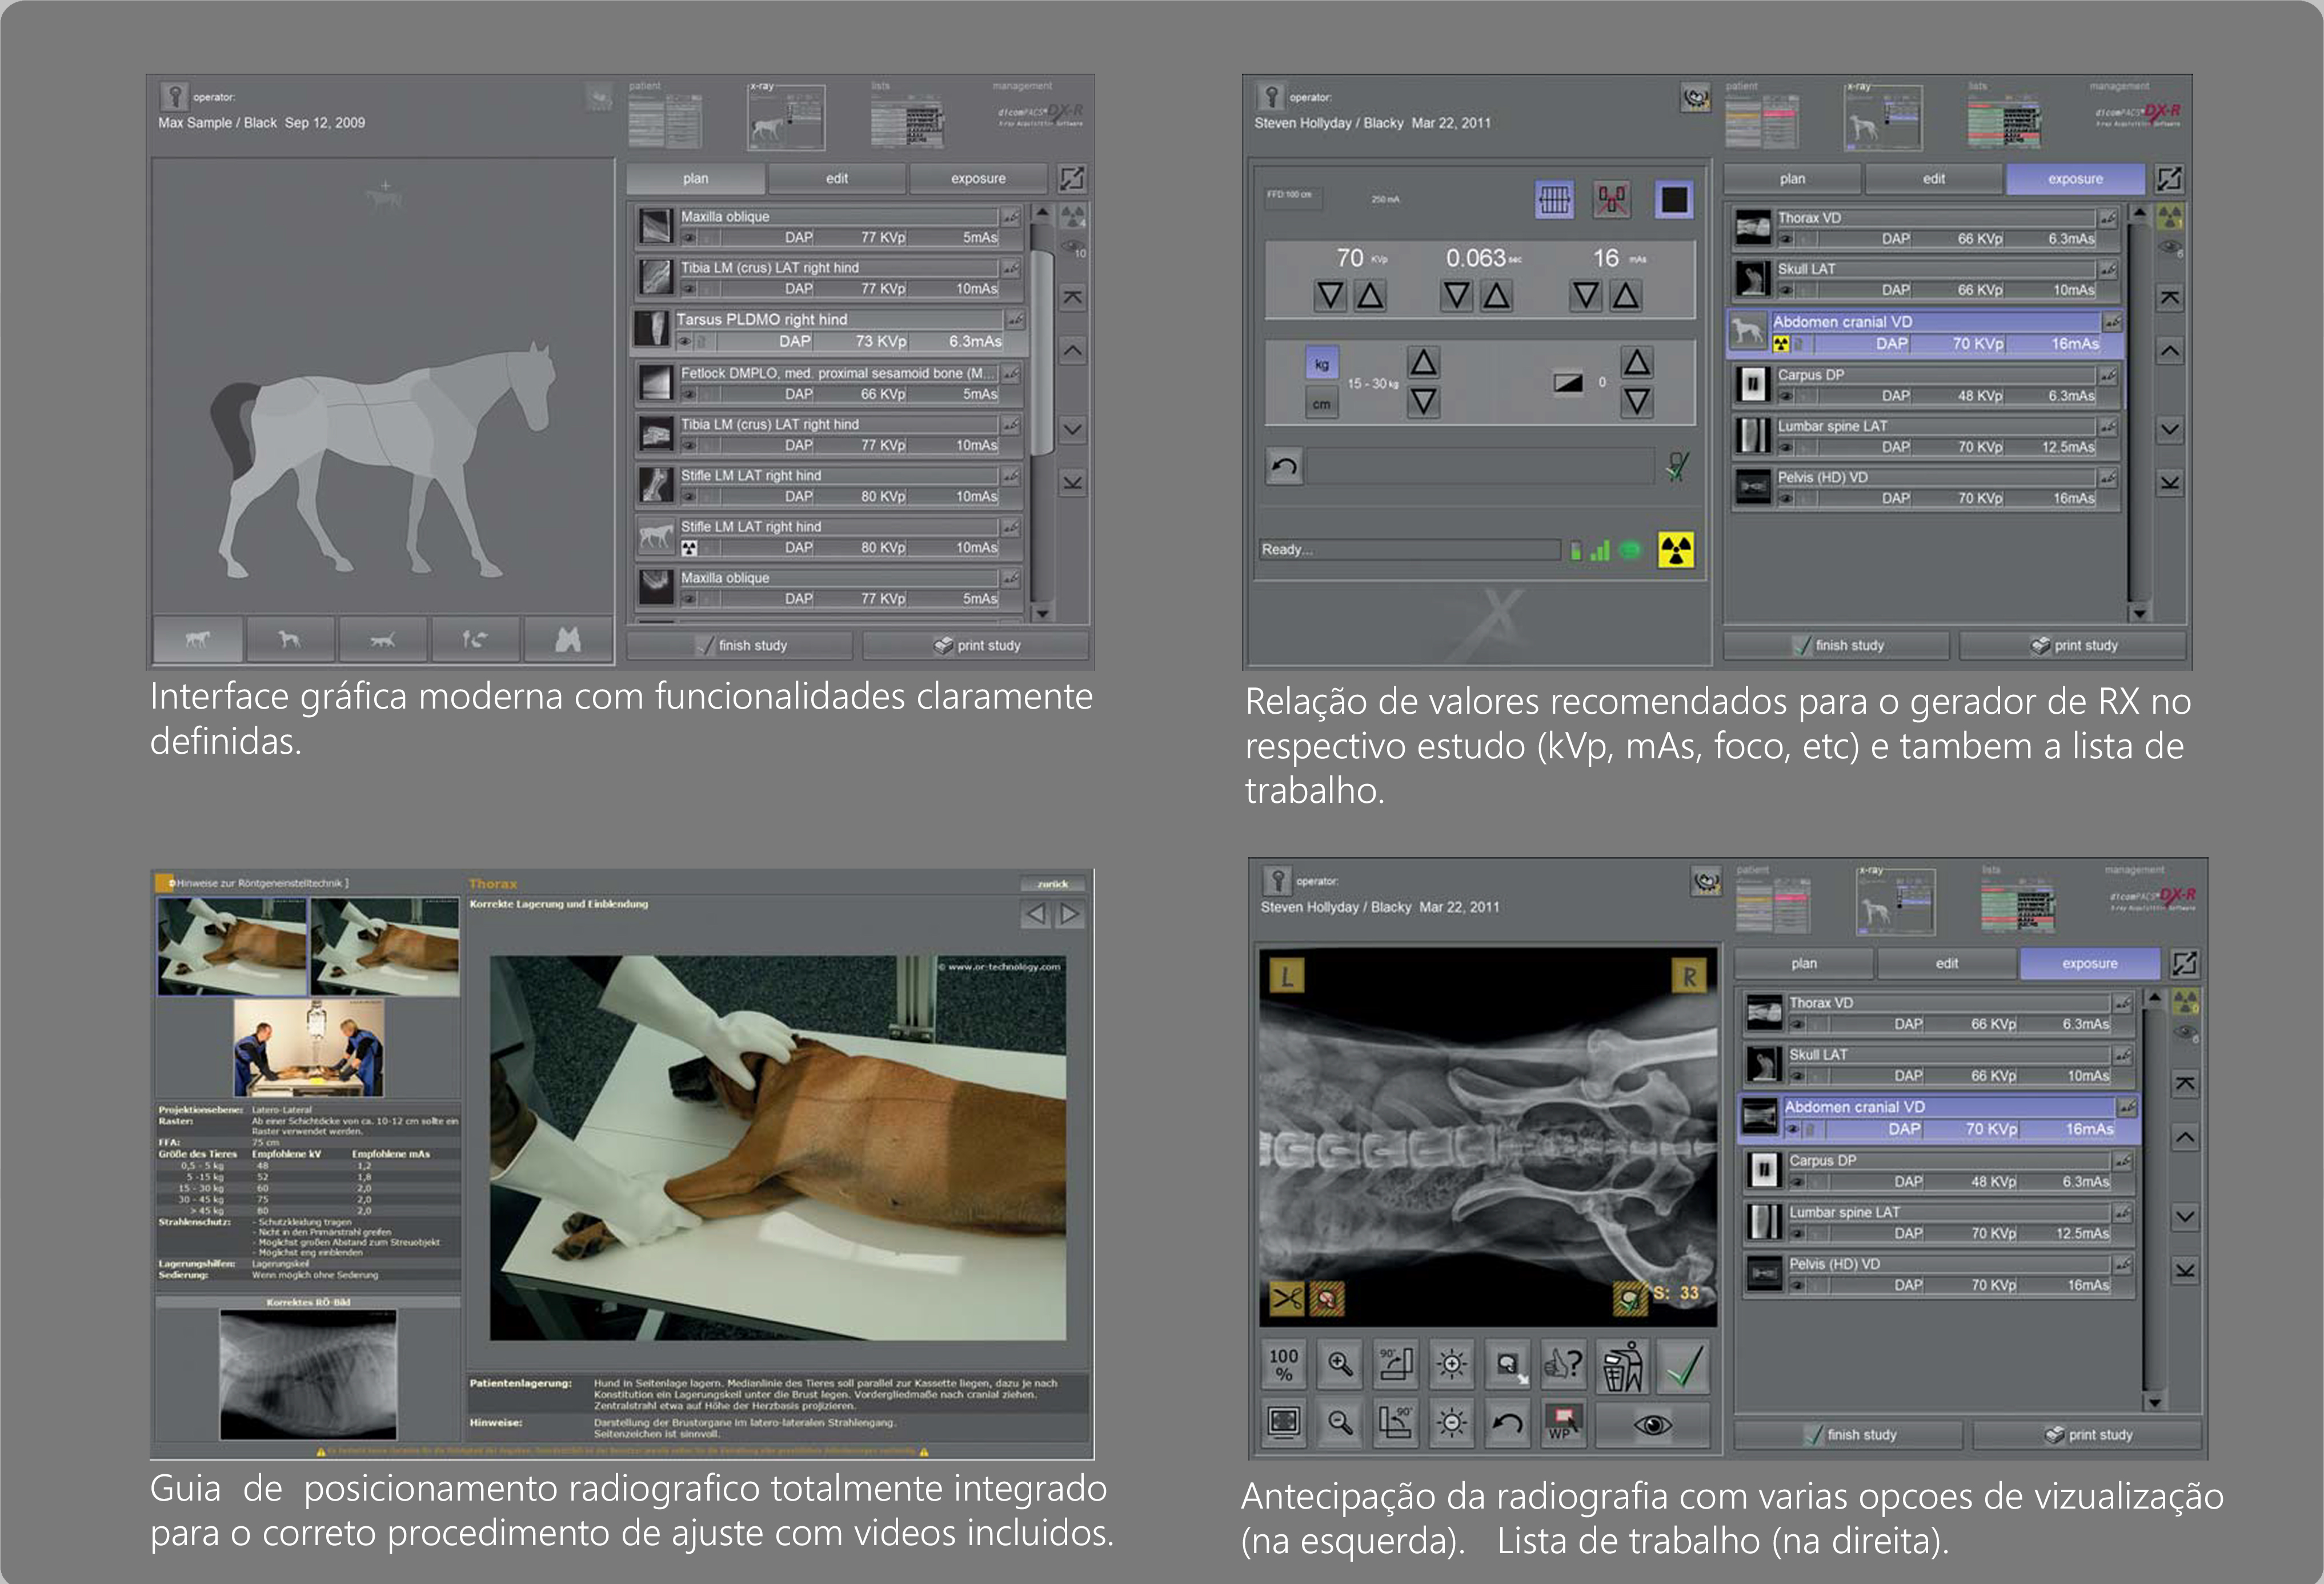 operator:
Max Sample / Black Sep 12, 2009
patient
x-ray
lists
management
dicomPACS® DX-R
X-ray Acquisition Software
plan
edit
exposure
Maxilla oblique
DAP 77 KVp 5mAs
4
10
Tibia LM (crus) LAT right hind
DAP 77 KVp 10mAs
Tarsus PLDMO right hind
DAP 73 KVp 6.3mAs
Fetlock DMPLO, med. proximal sesamoid bone (M...
DAP 66 KVp 5mAs
Tibia LM (crus) LAT right hind
DAP 77 KVp 10mAs
Stifle LM LAT right hind
DAP 80 KVp 10mAs
Stifle LM LAT right hind
DAP 80 KVp 10mAs
Maxilla oblique
DAP 77 KVp 5mAs
finish study
print study
Interface gráfica moderna com funcionalidades claramente
definidas.
operator:
Steven Hollyday / Blacky Mar 22, 2011
patient
x-ray
lists
management
dicomPACS® DX-R
X-ray Acquisition Software
FFD:100 cm
250 mA
70 KVp 0.063 sec 16 mAs
kg
15 - 30 kg
0
cm
Ready...
plan
edit
exposure
Thorax VD
DAP 66 KVp 6.3mAs
1
6
Skull LAT
DAP 66 KVp 10mAs
Abdomen cranial VD
DAP 70 KVp 16mAs
Carpus DP
DAP 48 KVp 6.3mAs
Lumbar spine LAT
DAP 70 KVp 12.5mAs
Pelvis (HD) VD
DAP 70 KVp 16mAs
finish study
print study
Relação de valores recomendados para o gerador de RX no
respectivo estudo (kVp, mAs, foco, etc) e tambem a lista de
trabalho.
Hinweise zur Röntgeneinstelltechnik ]
Thorax
zurück
Korrekte Lagerung und Einblendung
© www.or-technology.com
Projektionsebene: Latero-Lateral
Raster: Ab einer Schichtdicke von ca. 10-12 cm sollte ein
Raster verwendet werden.
FFA: 75 cm
Größe des Tieres Empfohlene kV Empfohlene mAs
0,5 - 5 kg 48 1,2
5 -15 kg 52 1,8
15 - 30 kg 60 2,0
30 - 45 kg 75 2,0
> 45 kg 80 2,0
Strahlenschutz: - Schutzkleidung tragen
- Nicht in den Primärstrahl greifen
- Möglichst großen Abstand zum Streuobjekt
- Möglichst eng einblenden
Lagerungshilfen: Lagerungskeil
Sedierung: Wenn möglich ohne Sedierung
Korrektes RÖ-Bild
Patientenlagerung: Hund in Seitenlage lagern. Medianlinie des Tieres soll parallel zur Kassette liegen, dazu je nach
Konstitution ein Lagerungskeil unter die Brust legen. Vordergliedmaße nach cranial ziehen.
Zentralstrahl etwa auf Höhe der Herzbasis projizieren.
Hinweise: Darstellung der Brustorgane im latero-lateralen Strahlengang.
Seitenzeichen ist sinnvoll.
Guia de posicionamento radiografico totalmente integrado
para o correto procedimento de ajuste com videos incluidos.
operator:
Steven Hollyday / Blacky Mar 22, 2011
patient
x-ray
lists
management
dicomPACS® DX-R
X-ray Acquisition Software
L
R
S: 33
100
%
90°
?
90°
WP
plan
edit
exposure
Thorax VD
DAP 66 KVp 6.3mAs
0
6
Skull LAT
DAP 66 KVp 10mAs
Abdomen cranial VD
DAP 70 KVp 16mAs
Carpus DP
DAP 48 KVp 6.3mAs
Lumbar spine LAT
DAP 70 KVp 12.5mAs
Pelvis (HD) VD
DAP 70 KVp 16mAs
finish study
print study
Antecipação da radiografia com varias opcoes de vizualização
(na esquerda). Lista de trabalho (na direita).